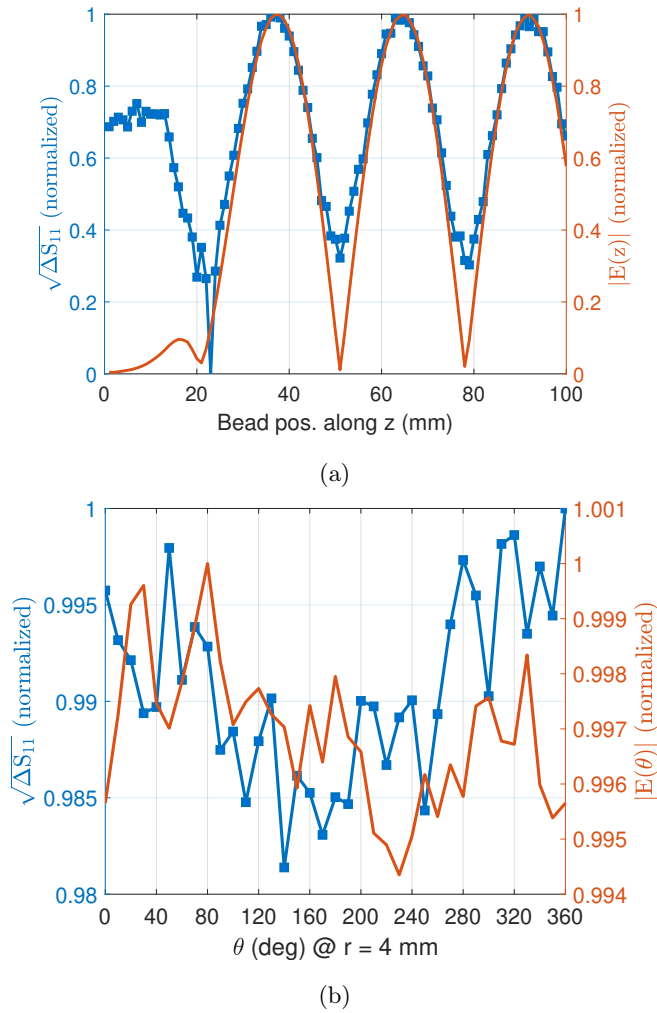 1
0.8
0.6
0.4
0.2
0
√ΔS₁₁ (normalized)
1
0.8
0.6
0.4
0.2
0
|E(z)| (normalized)
0 20 40 60 80 100
Bead pos. along z (mm)
(a)
1
0.995
0.99
0.985
0.98
√ΔS₁₁ (normalized)
1.001
1
0.999
0.998
0.997
0.996
0.995
0.994
|E(θ)| (normalized)
0 40 80 120 160 200 240 280 320 360
θ (deg) @ r = 4 mm
(b)